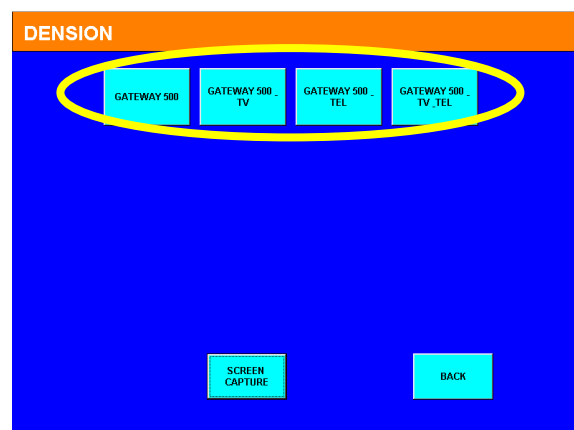 DENSION
GATEWAY 500
GATEWAY 500 _
TV
GATEWAY 500 _
TEL
GATEWAY 500 _
TV _TEL
SCREEN
CAPTURE
BACK